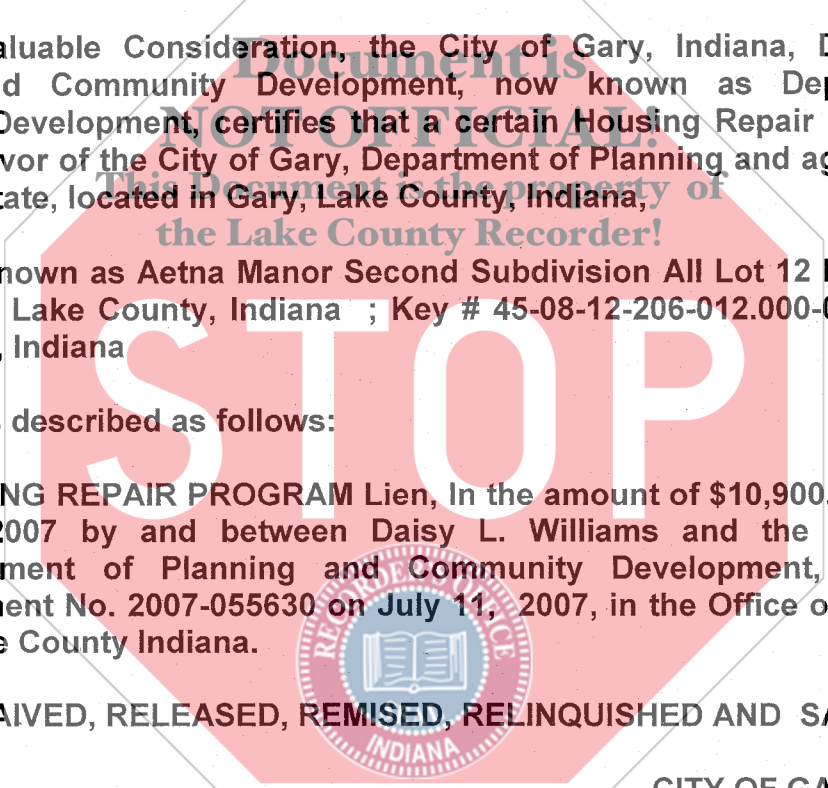 aluable Consideration, the City of Gary, Indiana, D
Document is
d Community Development, now known as Dep
NOT OFFICIAL!
Development, certifies that a certain Housing Repair
vor of the City of Gary, Department of Planning and ag
This Document is the property of
tate, located in Gary, Lake County, Indiana,
the Lake County Recorder!
nown as Aetna Manor Second Subdivision All Lot 12
Lake County, Indiana ; Key # 45-08-12-206-012.000-0
, Indiana
STOP
described as follows:
NG REPAIR PROGRAM Lien, In the amount of $10,900.
2007 by and between Daisy L. Williams and the
ment of Planning and Community Development,
ent No. 2007-055630 on July 11, 2007, in the Office o
e County Indiana.
RECORDER'S OFFICE
INDIANA
AIVED, RELEASED, REMISED, RELINQUISHED AND SA
CITY OF GA